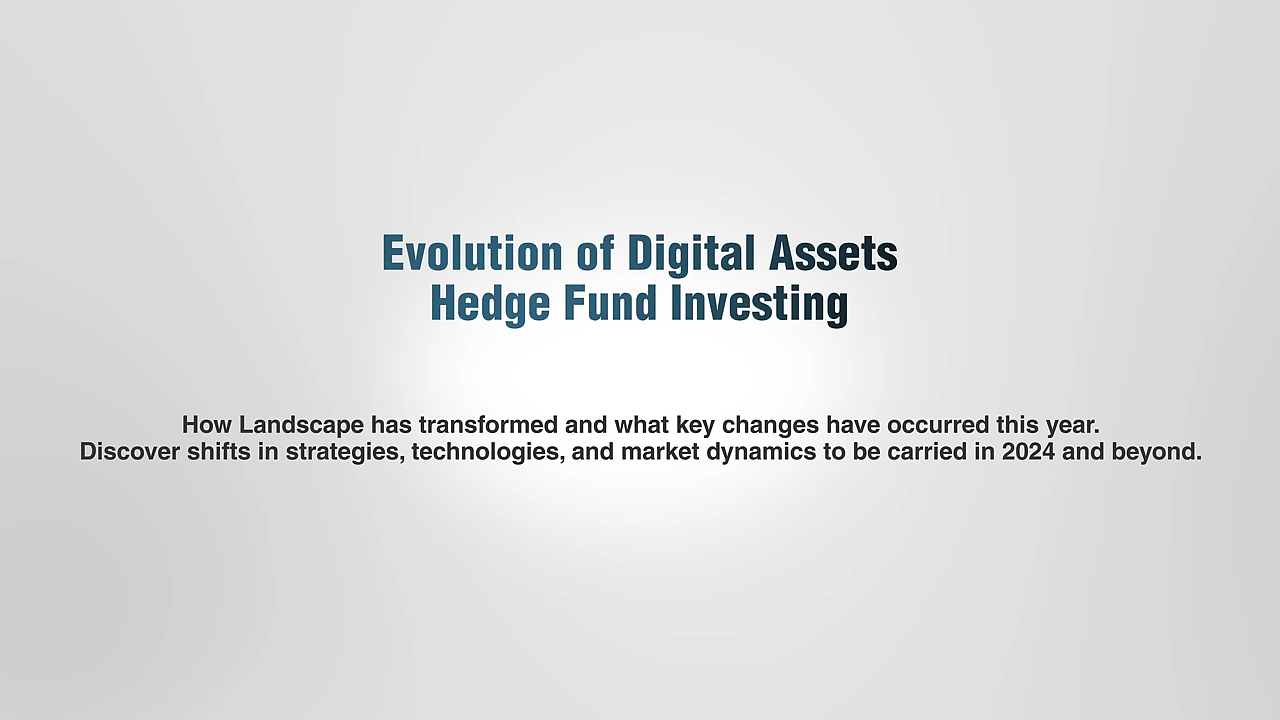 Evolution of Digital Assets
Hedge Fund Investing
How Landscape has transformed and what key changes have occurred this year.
Discover shifts in strategies, technologies, and market dynamics to be carried in 2024 and beyond.